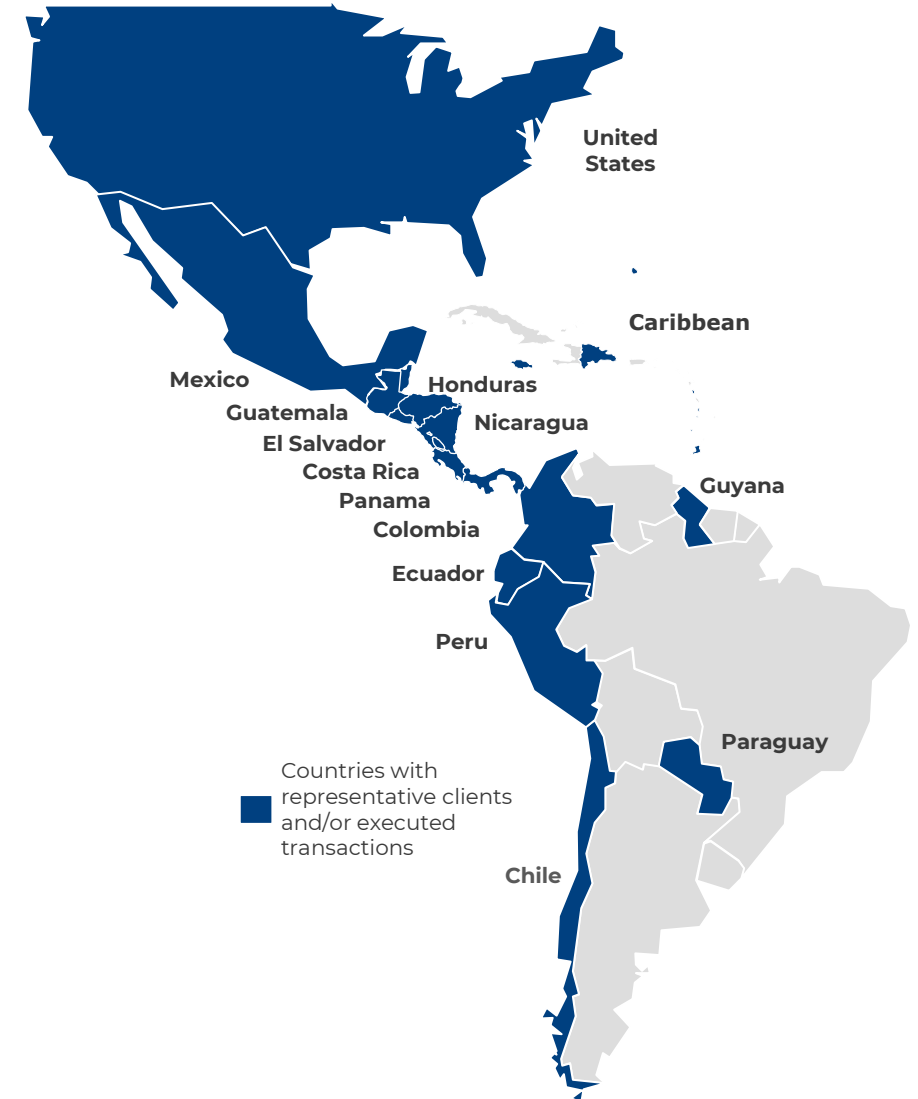 United
States
Caribbean
Mexico
Honduras
Guatemala
Nicaragua
El Salvador
Costa Rica
Guyana
Panama
Colombia
Ecuador
Peru
Paraguay
Countries with
representative clients
and/or executed
transactions
Chile